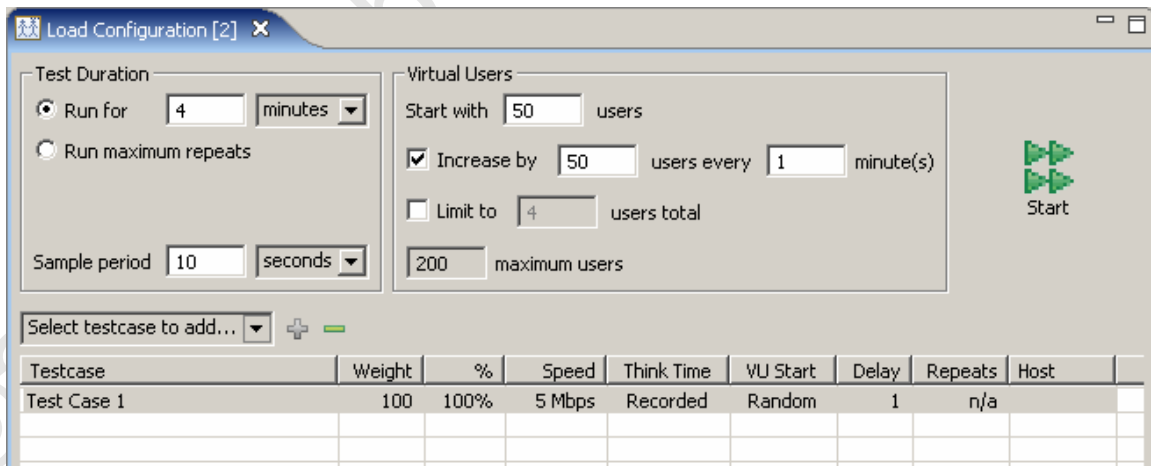 Load Configuration [2]
Test Duration
Run for 4 minutes
Run maximum repeats
Sample period 10 seconds
Virtual Users
Start with 50 users
Increase by 50 users every 1 minute(s)
Limit to 4 users total
200 maximum users
Start
Select testcase to add...
Testcase Weight % Speed Think Time VU Start Delay Repeats Host
Test Case 1 100 100% 5 Mbps Recorded Random 1 n/a